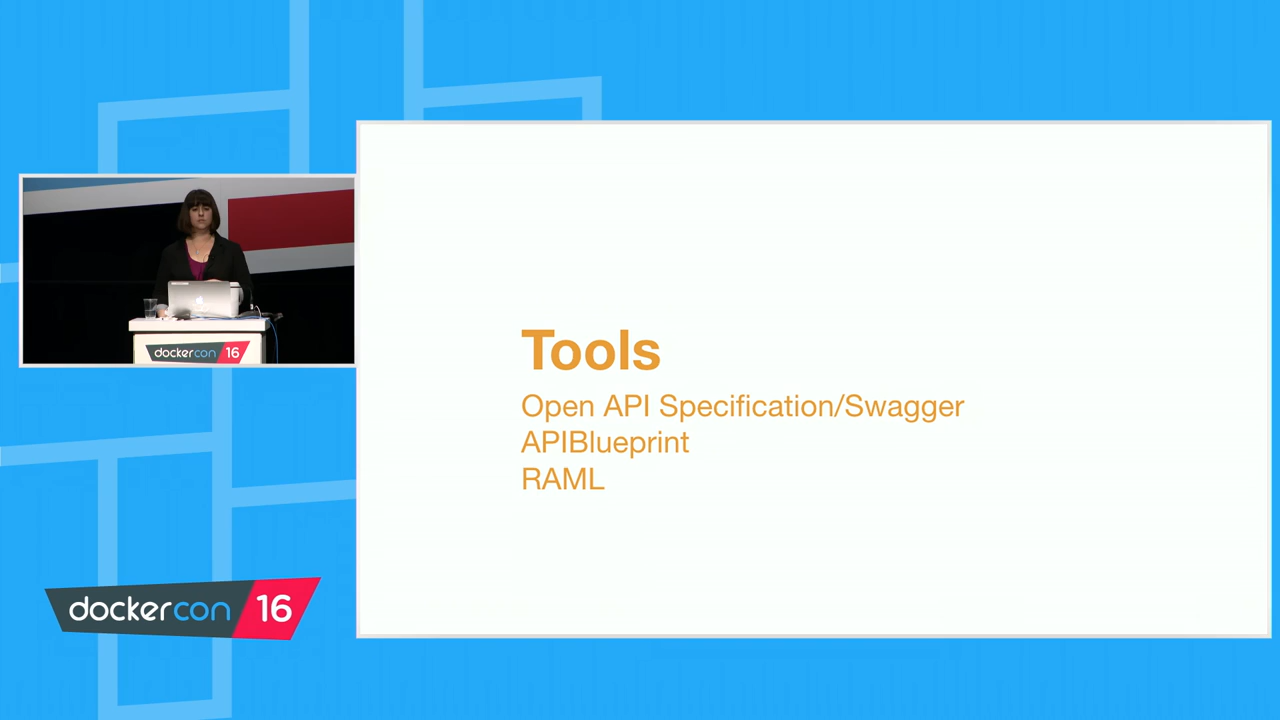 dockercon 16
Tools
Open API Specification/Swagger
APIBlueprint
RAML
dockercon 16